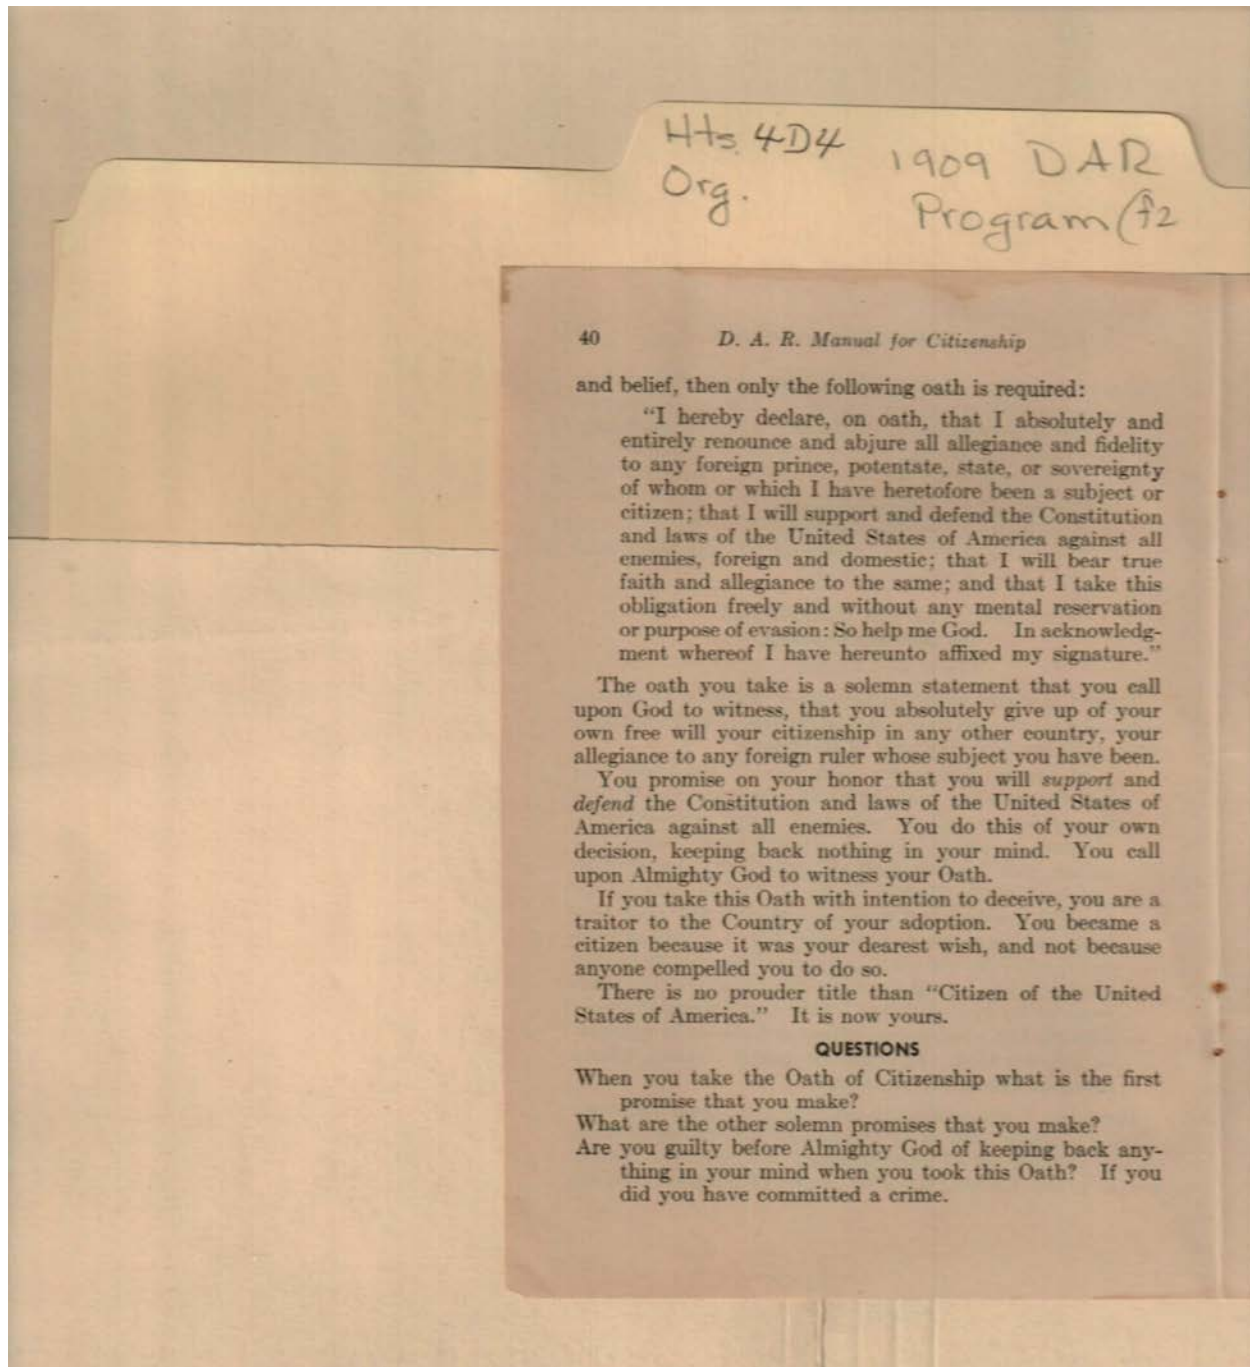 Hts. 4D4
Org.
1909 DAR
Program (f2
40 D. A. R. Manual for Citizenship
and belief, then only the following oath is required:
"I hereby declare, on oath, that I absolutely and
entirely renounce and abjure all allegiance and fidelity
to any foreign prince, potentate, state, or sovereignty
of whom or which I have heretofore been a subject or
citizen; that I will support and defend the Constitution
and laws of the United States of America against all
enemies, foreign and domestic; that I will bear true
faith and allegiance to the same; and that I take this
obligation freely and without any mental reservation
or purpose of evasion: So help me God. In acknowledg-
ment whereof I have hereunto affixed my signature."
The oath you take is a solemn statement that you call
upon God to witness, that you absolutely give up of your
own free will your citizenship in any other country, your
allegiance to any foreign ruler whose subject you have been.
You promise on your honor that you will support and
defend the Constitution and laws of the United States of
America against all enemies. You do this of your own
decision, keeping back nothing in your mind. You call
upon Almighty God to witness your Oath.
If you take this Oath with intention to deceive, you are a
traitor to the Country of your adoption. You became a
citizen because it was your dearest wish, and not because
anyone compelled you to do so.
There is no prouder title than "Citizen of the United
States of America." It is now yours.
QUESTIONS
When you take the Oath of Citizenship what is the first
promise that you make?
What are the other solemn promises that you make?
Are you guilty before Almighty God of keeping back any-
thing in your mind when you took this Oath? If you
did you have committed a crime.